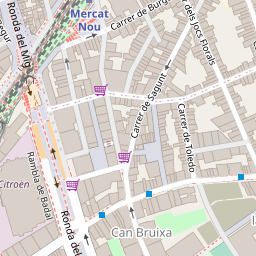 Mercat
Nou
Carrer de Burg
dels Jocs Florals
Ronda del Mig
Carrer de Sagunt
Carrer de Toledo
Citroën
Rambla de Badal
Ronda del
Can Bruixa